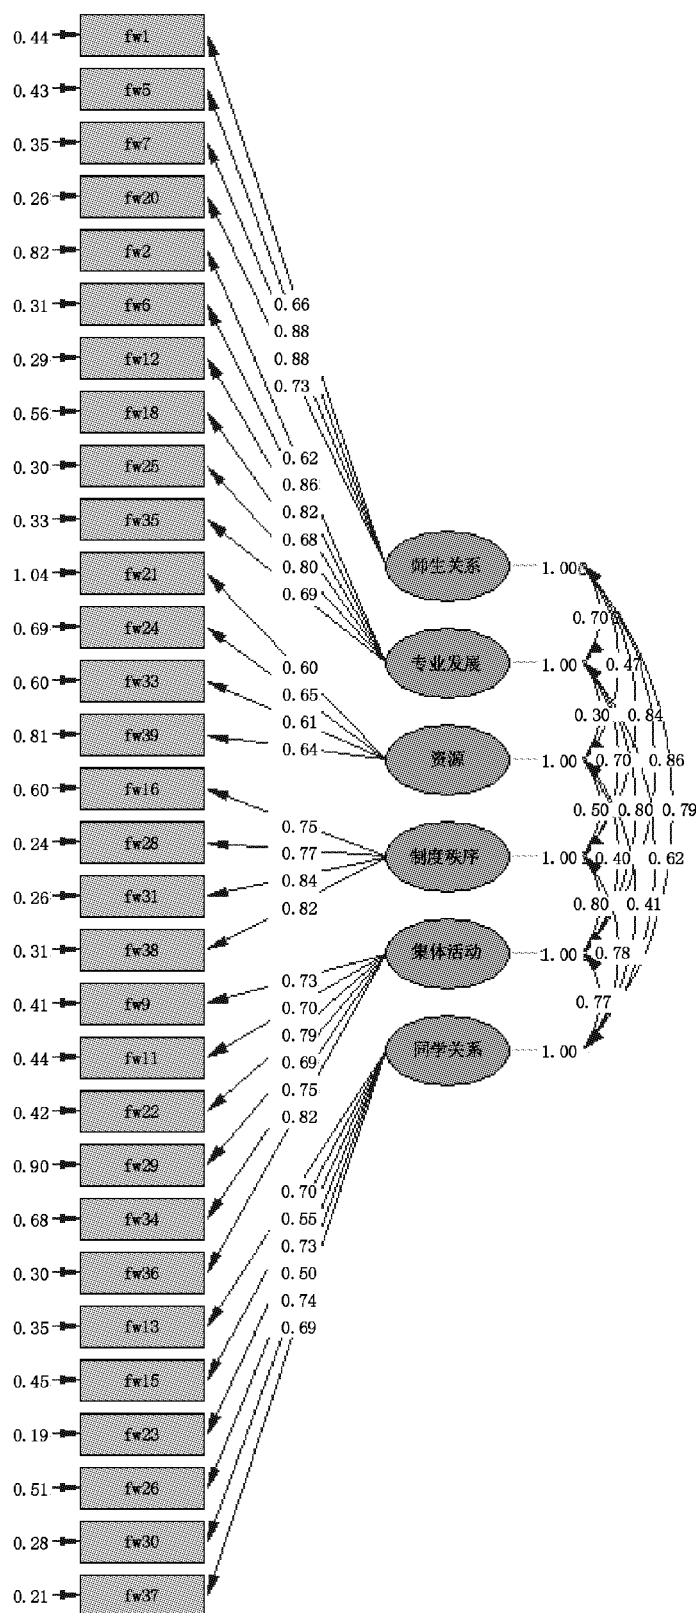 0.44 fw1
0.43 fw5
0.35 fw7
0.26 fw20
0.82 fw2
0.31 fw6
0.66
0.88
0.29 fw12
0.88
0.73
0.56 fw18
0.62
0.30 fw25
0.86
0.82
0.33 fw35
0.68
0.80
师生关系 1.00
1.04 fw21
0.69
0.70
0.69 fw24
专业发展 1.00 0.47
0.60
0.60 fw33
0.65
0.30 0.84
0.61
0.81 fw39
0.64
资源 1.00 0.70 0.86
0.60 fw16
0.50 0.80 0.79
0.75
0.24 fw28
0.77
制度秩序 1.00 0.40 0.62
0.84
0.26 fw31
0.82
0.80 0.41
0.31 fw38
集体活动 1.00 0.78
0.73
0.41 fw9
0.77
0.70
0.79
0.44 fw11
同学关系 1.00
0.69
0.75
0.42 fw22
0.82
0.90 fw29
0.70
0.68 fw34
0.55
0.73
0.30 fw36
0.50
0.74
0.35 fw13
0.69
0.45 fw15
0.19 fw23
0.51 fw26
0.28 fw30
0.21 fw37